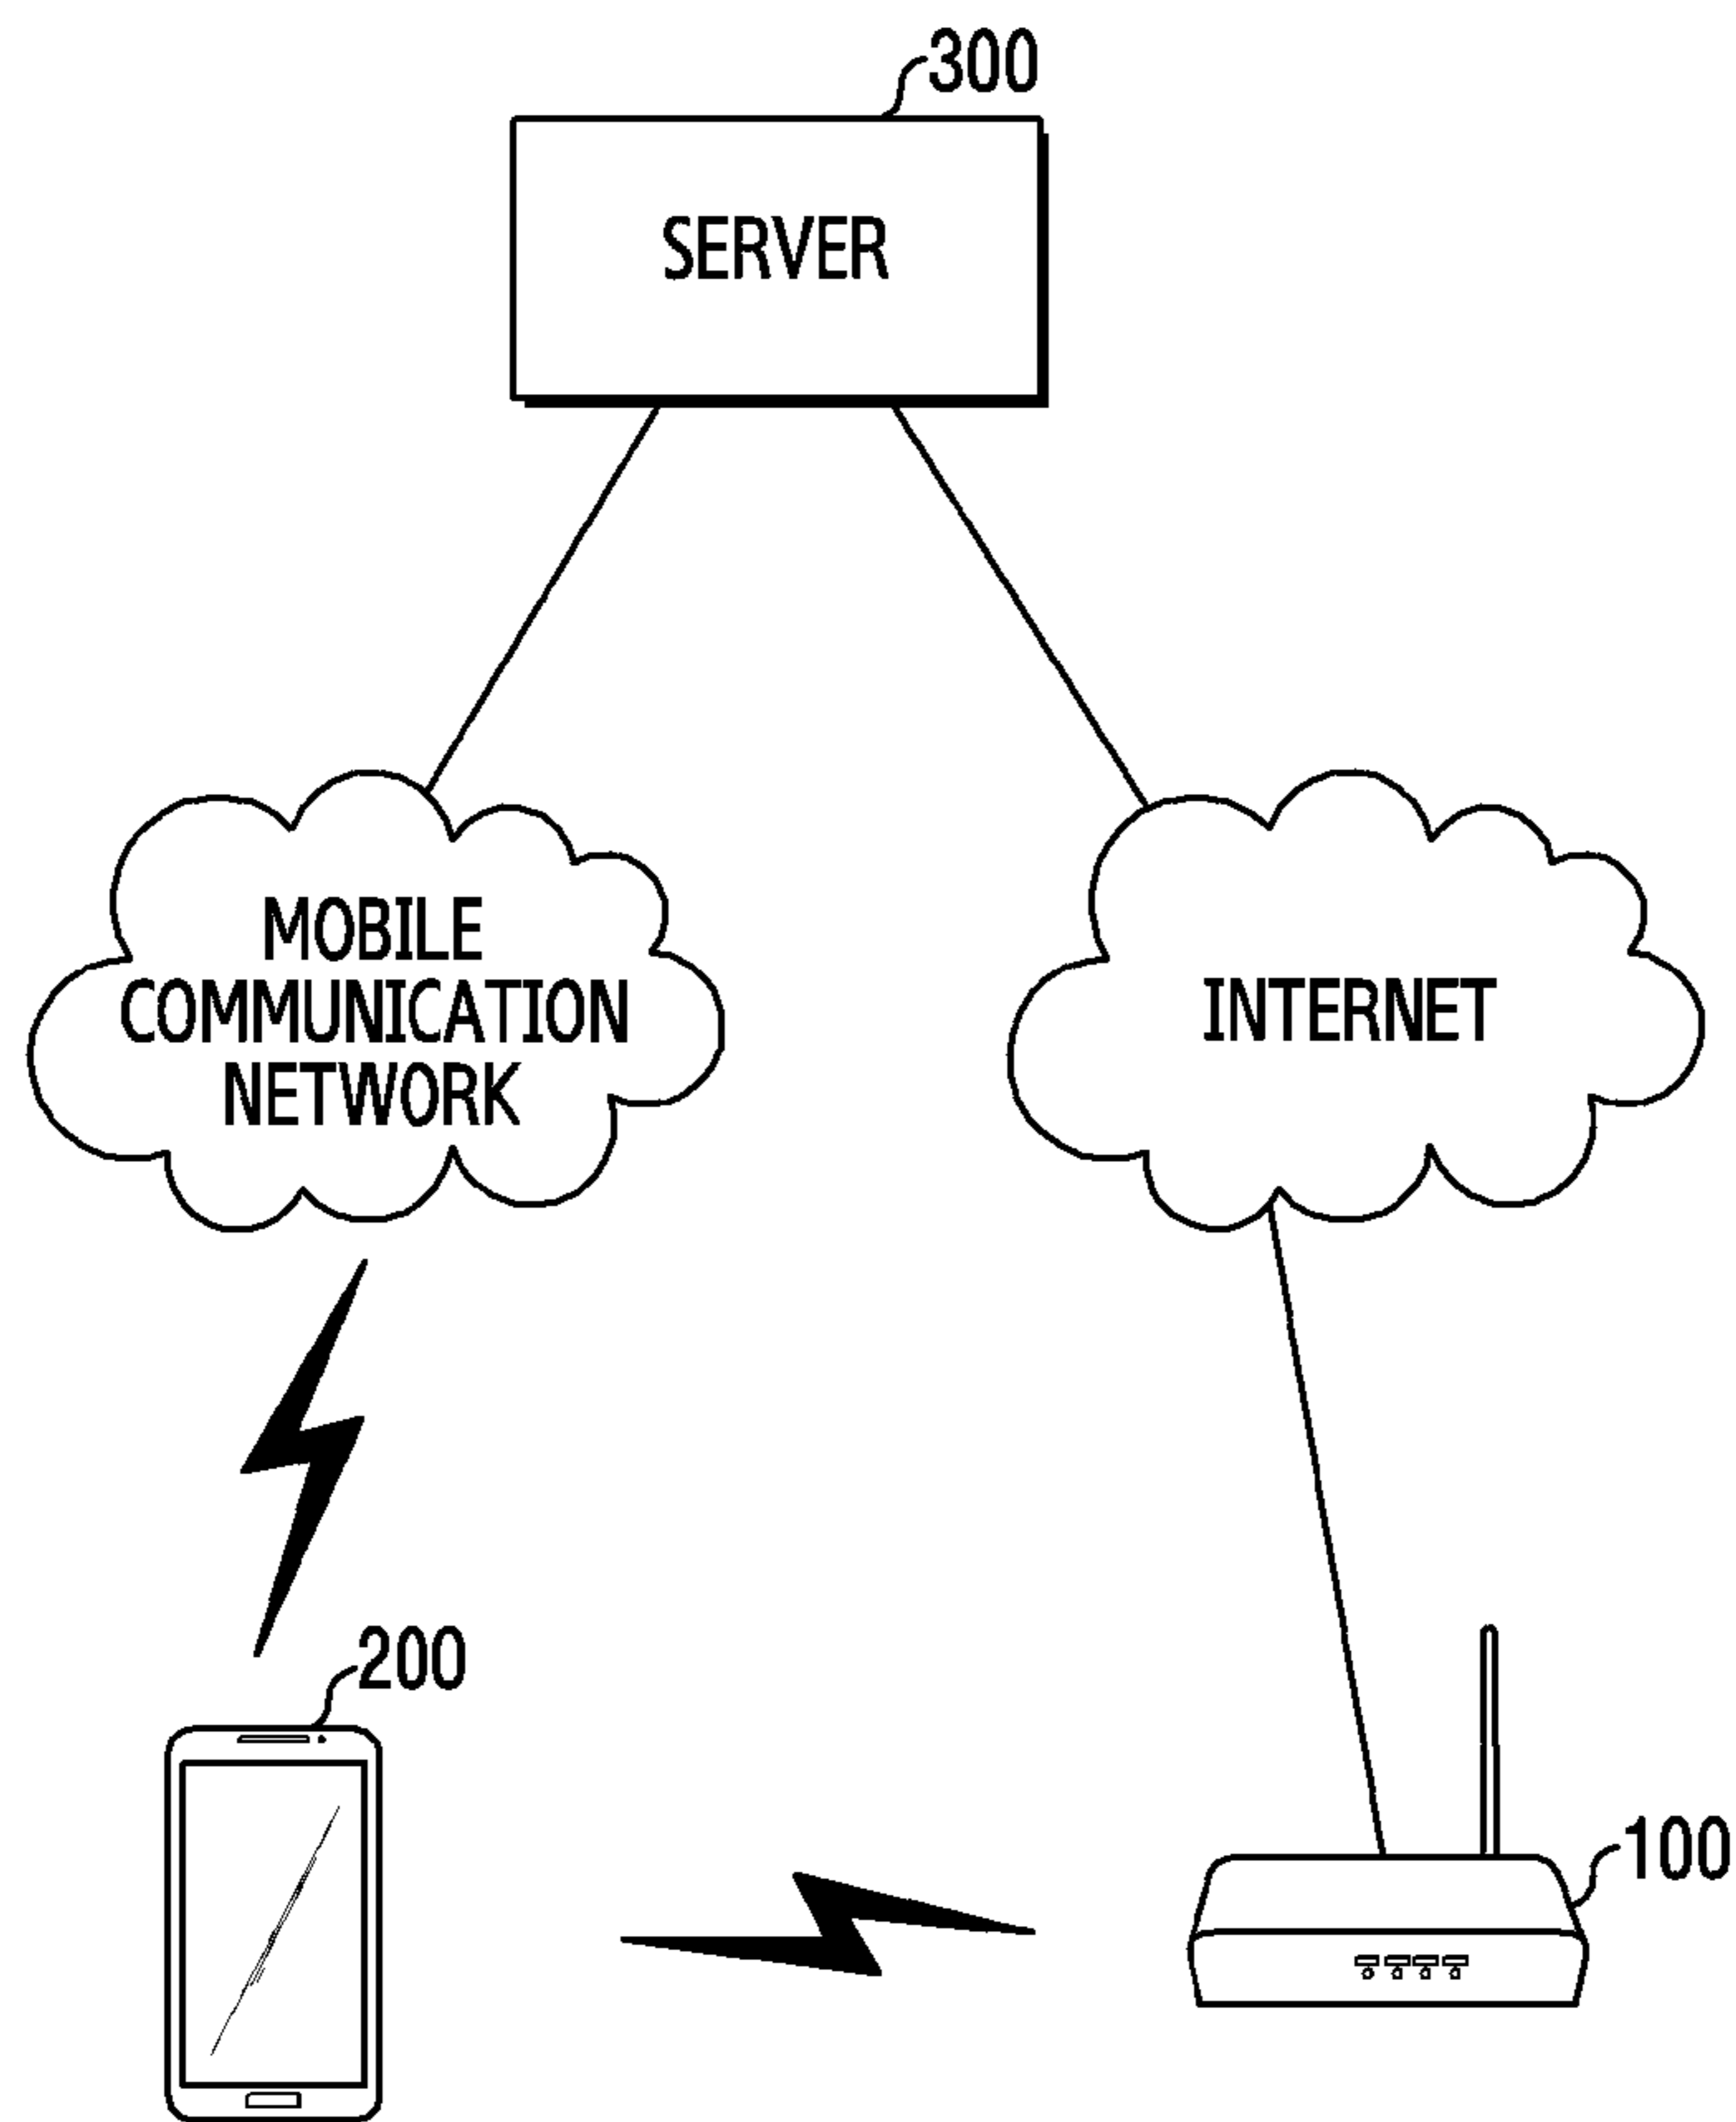 300
SERVER
MOBILE
COMMUNICATION
NETWORK
INTERNET
200
100